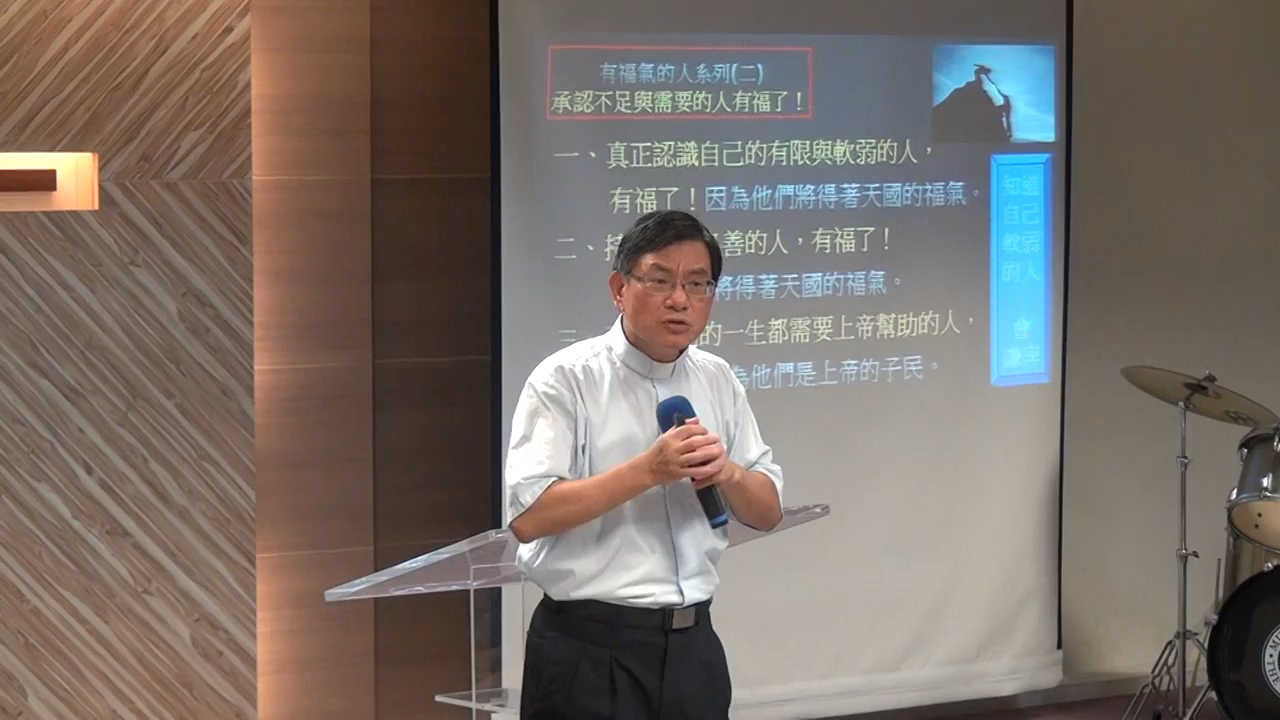 有福氣的人系列(二)
承認不足與需要的人有福了！
一、真正認識自己的有限與軟弱的人，
有福了！因為他們將得著天國的福氣。
二、善的人，有福了！
將得著天國的福氣。
三、的一生都需要上帝幫助的人，
為他們是上帝的子民。
知道
自己
軟弱
的人
會
謙卑